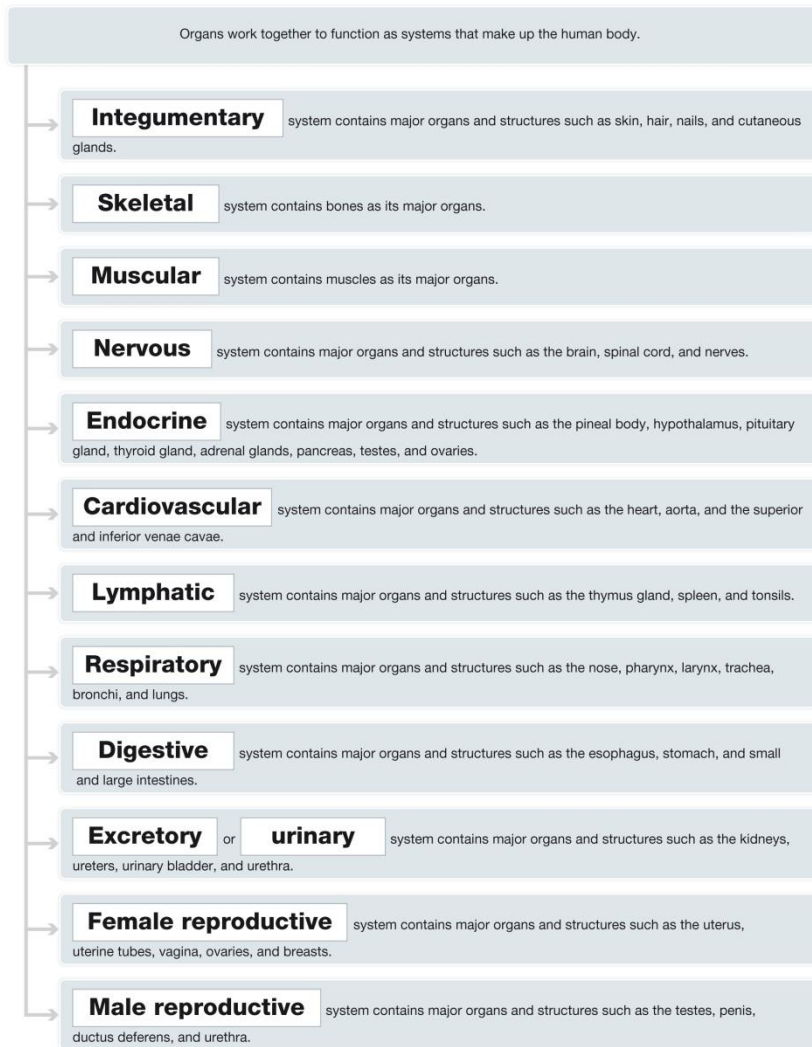 Organs work together to function as systems that make up the human body.
Integumentary system contains major organs and structures such as skin, hair, nails, and cutaneous
glands.
Skeletal system contains bones as its major organs.
Muscular system contains muscles as its major organs.
Nervous system contains major organs and structures such as the brain, spinal cord, and nerves.
Endocrine system contains major organs and structures such as the pineal body, hypothalamus, pituitary
gland, thyroid gland, adrenal glands, pancreas, testes, and ovaries.
Cardiovascular system contains major organs and structures such as the heart, aorta, and the superior
and inferior venae cavae.
Lymphatic system contains major organs and structures such as the thymus gland, spleen, and tonsils.
Respiratory system contains major organs and structures such as the nose, pharynx, larynx, trachea,
bronchi, and lungs.
Digestive system contains major organs and structures such as the esophagus, stomach, and small
and large intestines.
Excretory or urinary system contains major organs and structures such as the kidneys,
ureters, urinary bladder, and urethra.
Female reproductive system contains major organs and structures such as the uterus,
uterine tubes, vagina, ovaries, and breasts.
Male reproductive system contains major organs and structures such as the testes, penis,
ductus deferens, and urethra.